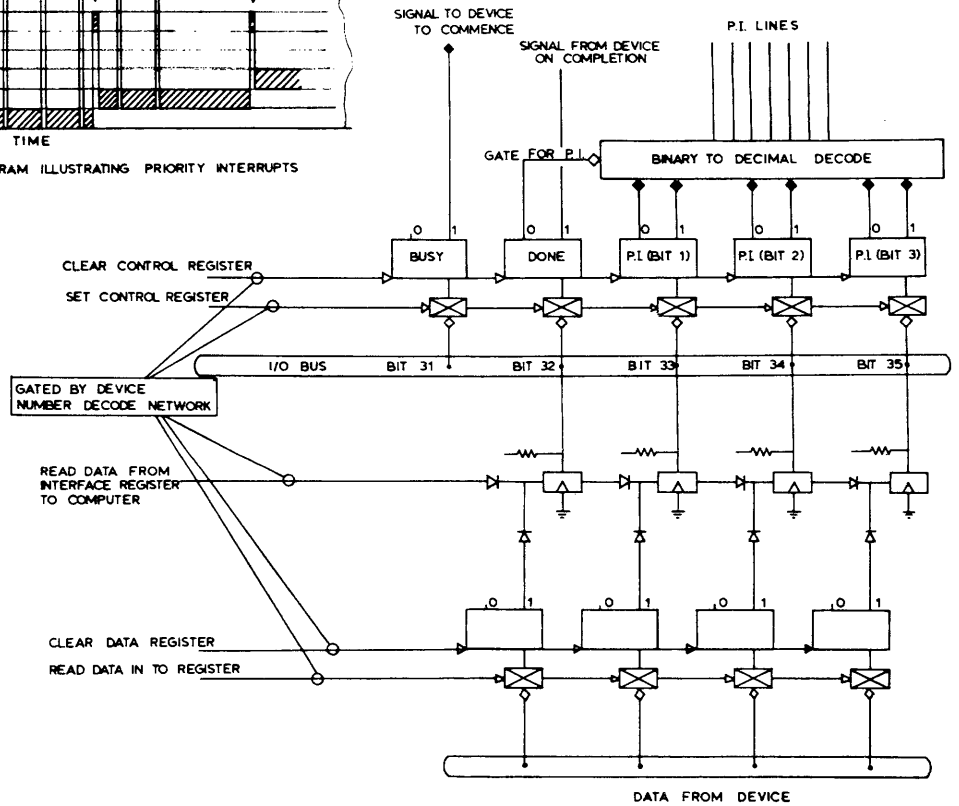 TIME
RAM ILLUSTRATING PRIORITY INTERRUPTS
SIGNAL TO DEVICE
TO COMMENCE
SIGNAL FROM DEVICE
ON COMPLETION
P.I. LINES
GATE FOR P.I.
BINARY TO DECIMAL DECODE
0 1 0 1 0 1 0 1 0 1
BUSY DONE P.I. (BIT 1) P.I. (BIT 2) P.I. (BIT 3)
CLEAR CONTROL REGISTER
SET CONTROL REGISTER
I/O BUS BIT 31 BIT 32 BIT 33 BIT 34 BIT 35
GATED BY DEVICE
NUMBER DECODE NETWORK
READ DATA FROM
INTERFACE REGISTER
TO COMPUTER
0 1 0 1 0 1 0 1
CLEAR DATA REGISTER
READ DATA IN TO REGISTER
DATA FROM DEVICE